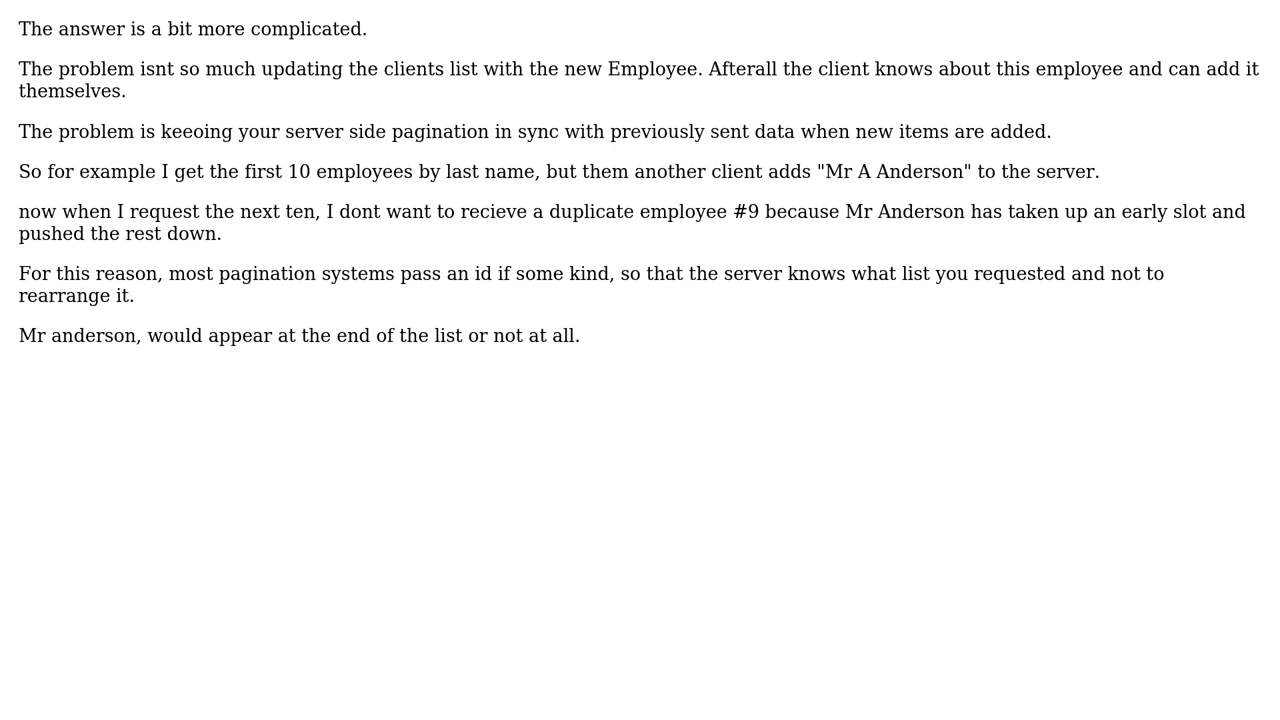 The answer is a bit more complicated.
The problem isnt so much updating the clients list with the new Employee. Afterall the client knows about this employee and can add it
themselves.
The problem is keeoing your server side pagination in sync with previously sent data when new items are added.
So for example I get the first 10 employees by last name, but them another client adds "Mr A Anderson" to the server.
now when I request the next ten, I dont want to recieve a duplicate employee #9 because Mr Anderson has taken up an early slot and
pushed the rest down.
For this reason, most pagination systems pass an id if some kind, so that the server knows what list you requested and not to
rearrange it.
Mr anderson, would appear at the end of the list or not at all.